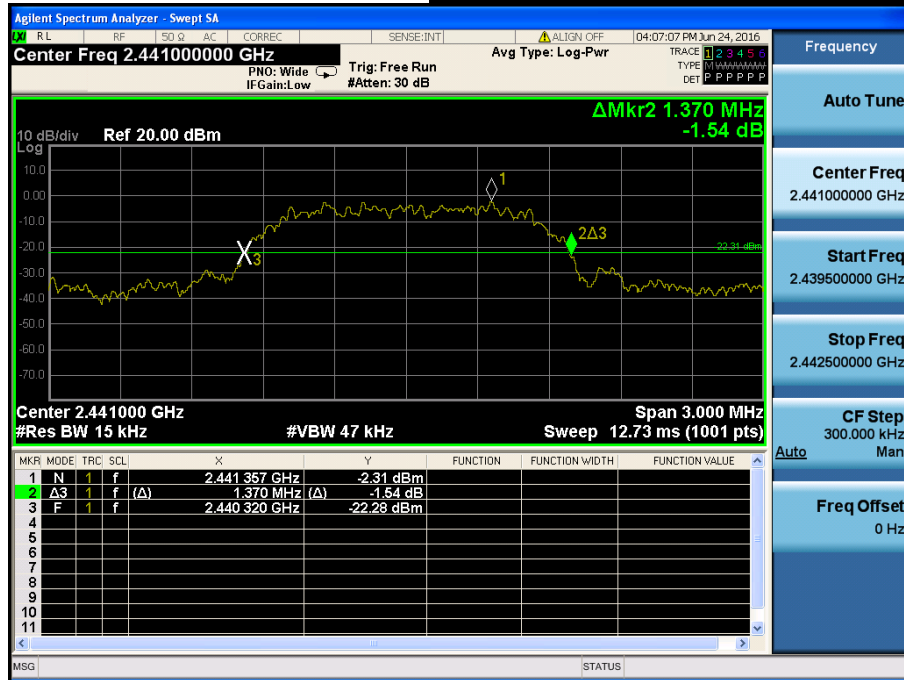 Agilent Spectrum Analyzer - Swept SA
LXI RL RF 50 Ω AC CORREC SENSE:INT ALIGN OFF 04:07:07 PM Jun 24, 2016
Center Freq 2.441000000 GHz
PNO: Wide
IFGain:Low
Trig: Free Run
#Atten: 30 dB
Avg Type: Log-Pwr
TRACE 1 2 3 4 5 6
TYPE M WWWWW
DET P P P P P P
ΔMkr2 1.370 MHz
-1.54 dB
10 dB/div Ref 20.00 dBm
Log
10.0
0.00
-10.0
-20.0
-30.0
-40.0
-50.0
-60.0
-70.0
1
2Δ3
3
-22.31 dBm
Center 2.441000 GHz Span 3.000 MHz
#Res BW 15 kHz #VBW 47 kHz Sweep 12.73 ms (1001 pts)
MKR MODE TRC SCL X Y FUNCTION FUNCTION WIDTH FUNCTION VALUE
1 N 1 f 2.441 357 GHz -2.31 dBm
2 Δ3 1 f (Δ) 1.370 MHz (Δ) -1.54 dB
3 F 1 f 2.440 320 GHz -22.28 dBm
4
5
6
7
8
9
10
11
MSG STATUS
Frequency
Auto Tune
Center Freq
2.441000000 GHz
Start Freq
2.439500000 GHz
Stop Freq
2.442500000 GHz
CF Step
300.000 kHz
Auto Man
Freq Offset
0 Hz